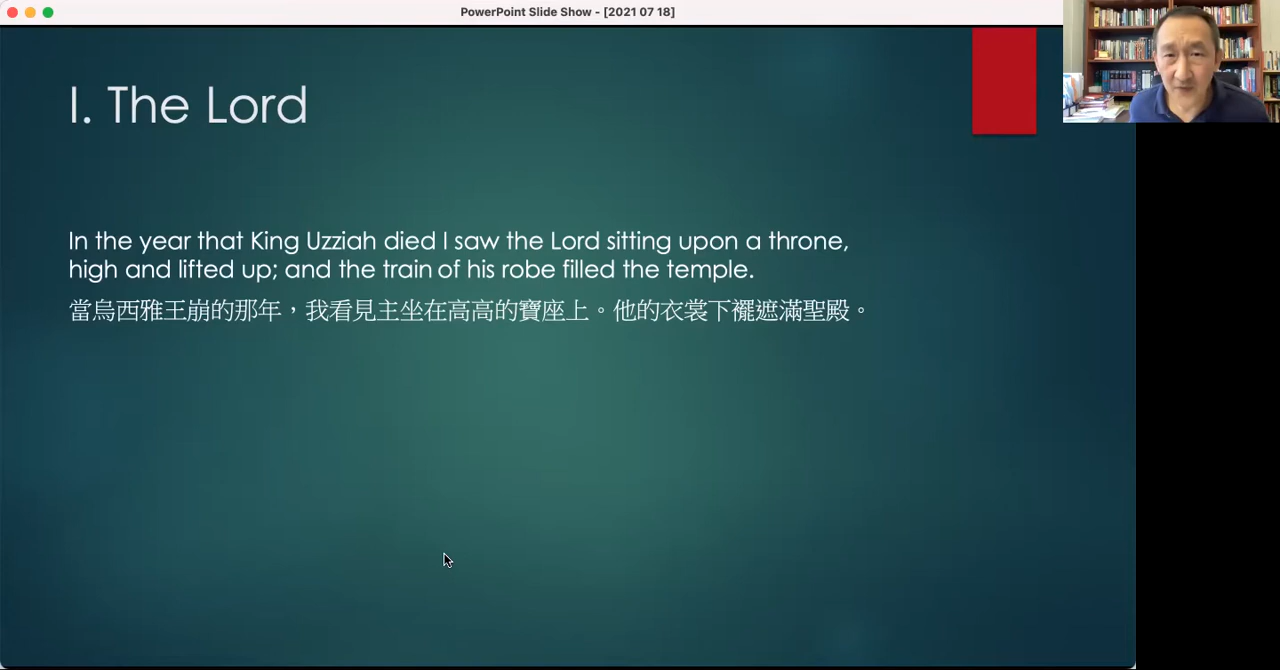 PowerPoint Slide Show - [2021 07 18]
I. The Lord
In the year that King Uzziah died I saw the Lord sitting upon a throne,
high and lifted up; and the train of his robe filled the temple.
當烏西雅王崩的那年，我看見主坐在高高的寶座上。他的衣裳下襬遮滿聖殿。